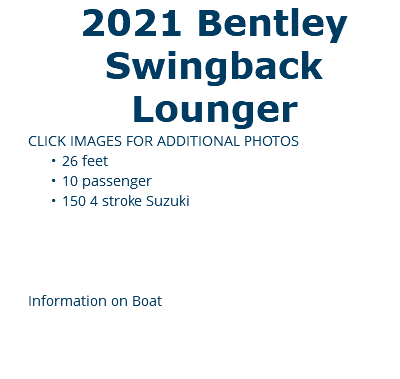 2021 Bentley
Swingback
Lounger
CLICK IMAGES FOR ADDITIONAL PHOTOS
• 26 feet
• 10 passenger
• 150 4 stroke Suzuki
Information on Boat